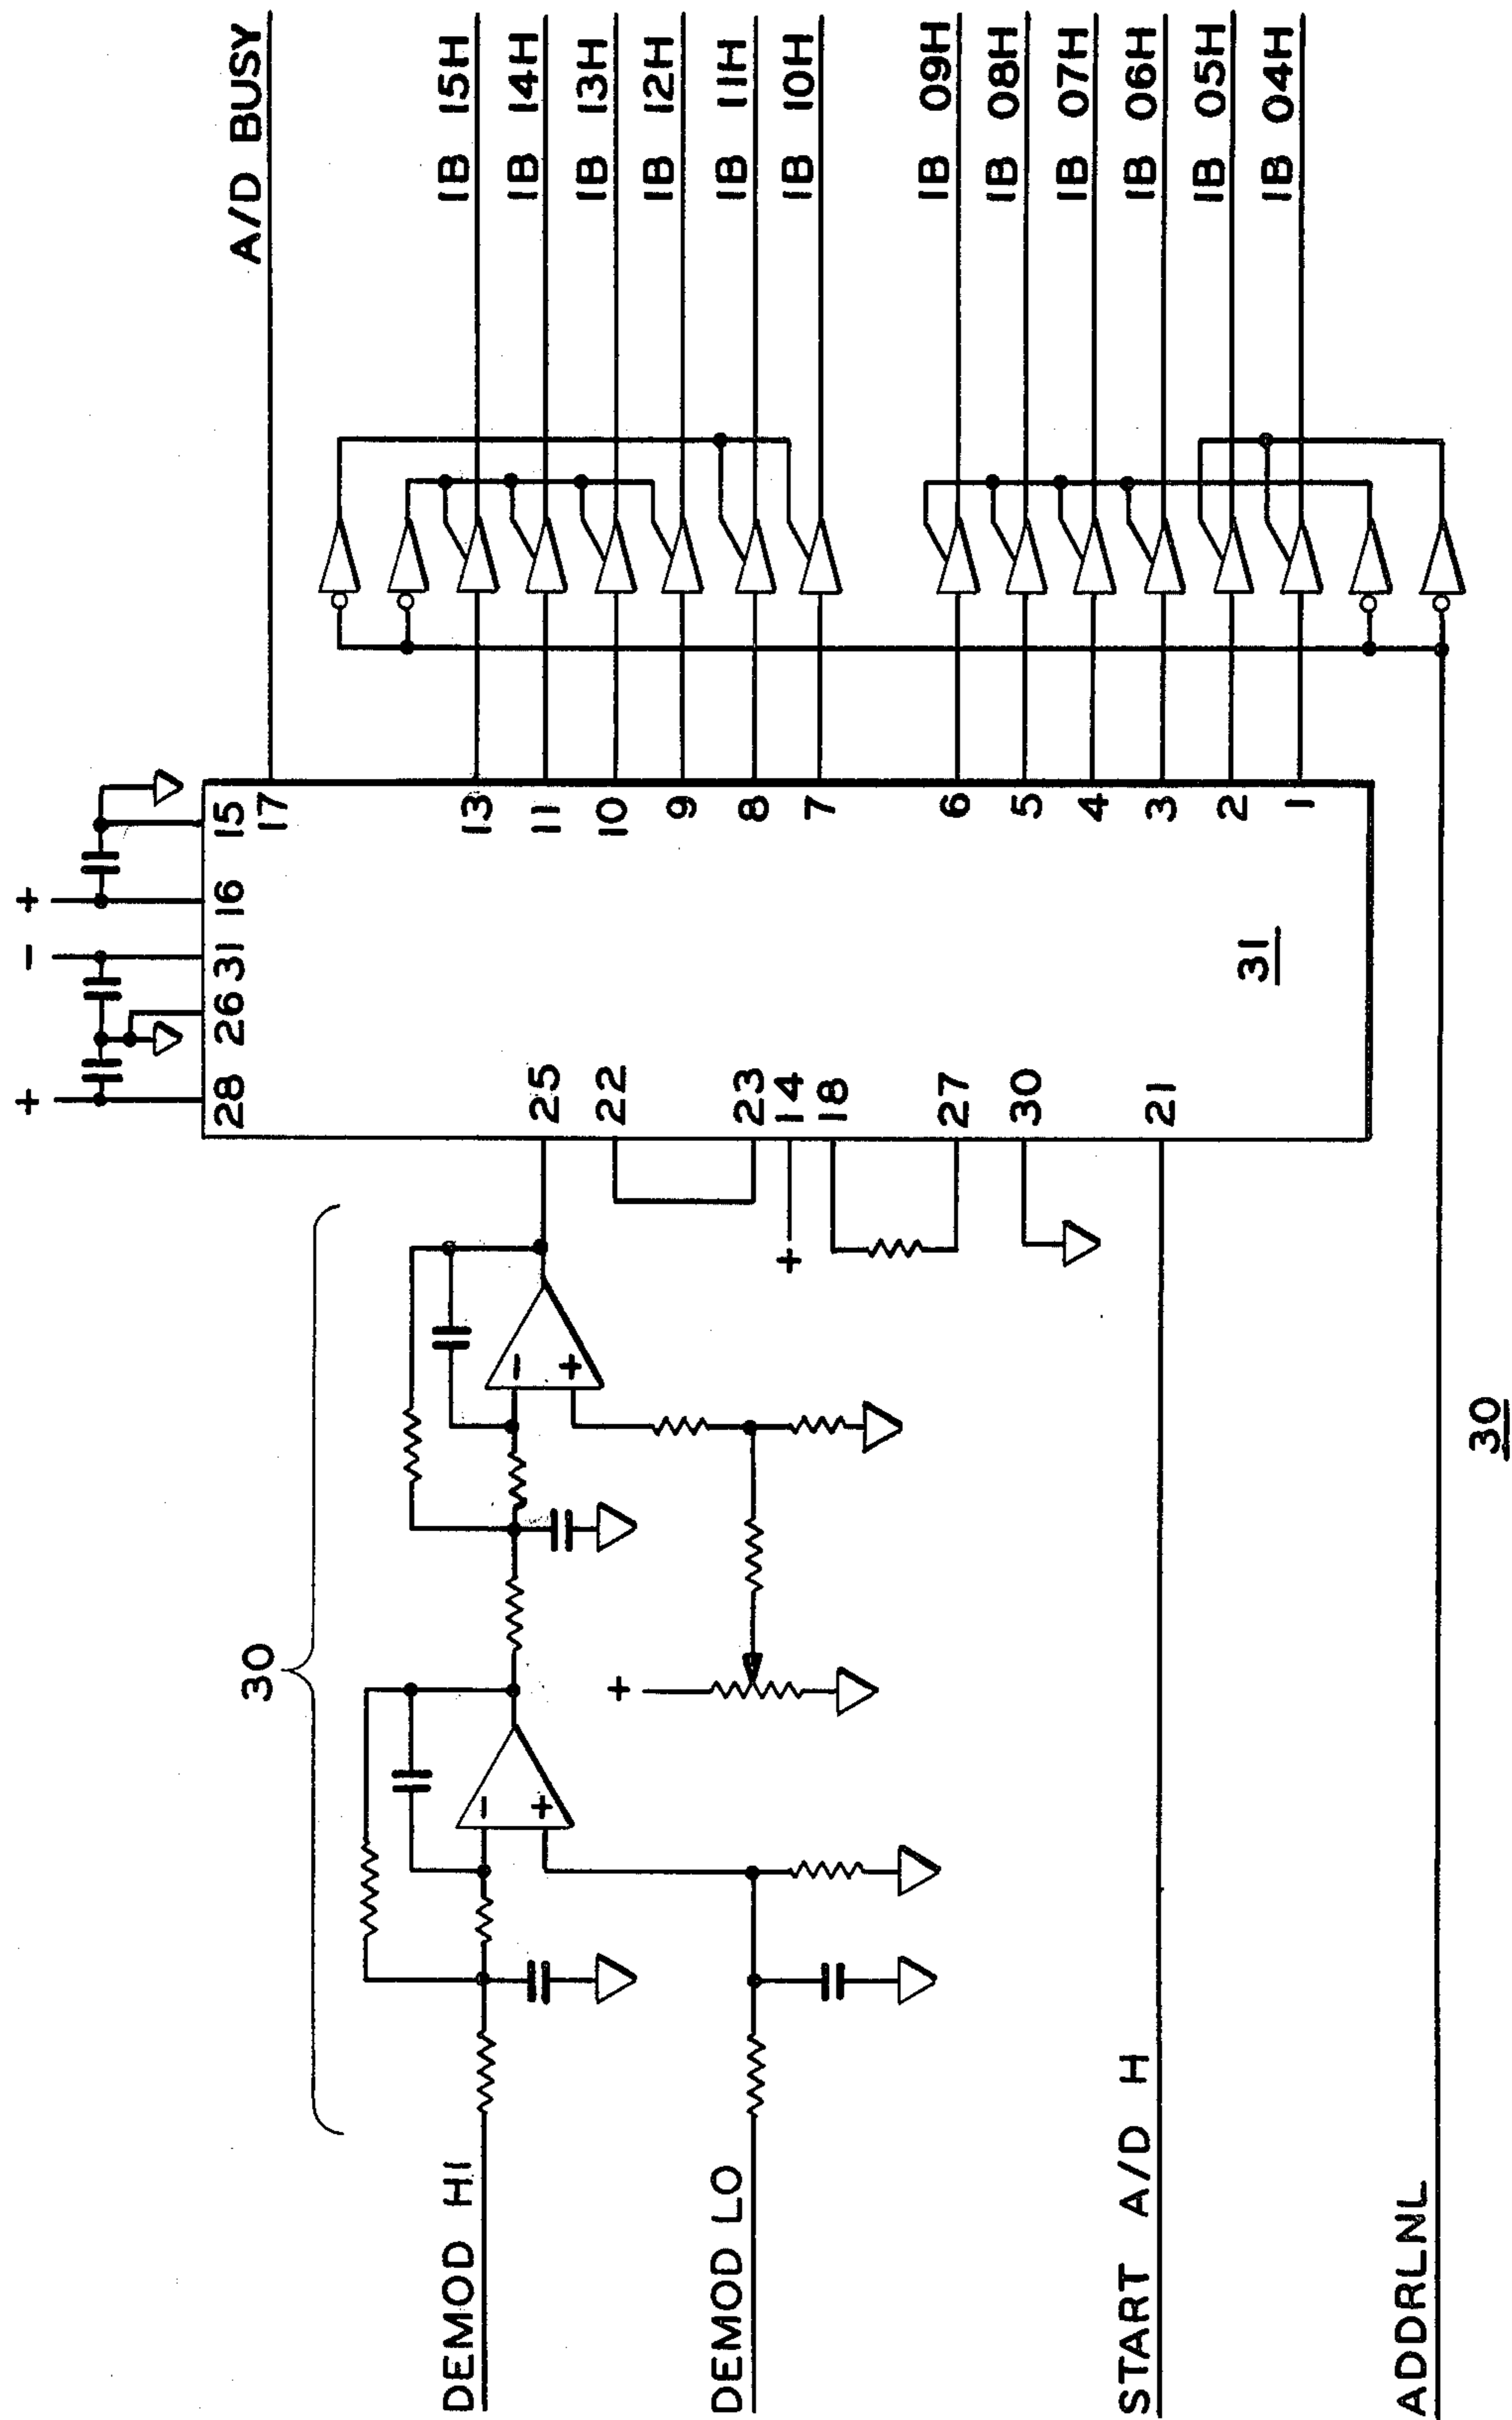 A/D BUSY
IB 15H
IB 14H
IB 13H
IB 12H
IB 11H
IB 10H
IB 09H
IB 08H
IB 07H
IB 06H
IB 05H
IB 04H
+
-
+
28
26
31
16
15
17
13
11
10
9
8
7
6
5
4
3
2
1
25
22
23
14
18
27
30
21
31
30
-
+
-
+
+
+
DEMOD HI
DEMOD LO
START A/D H
ADDRLNL
30